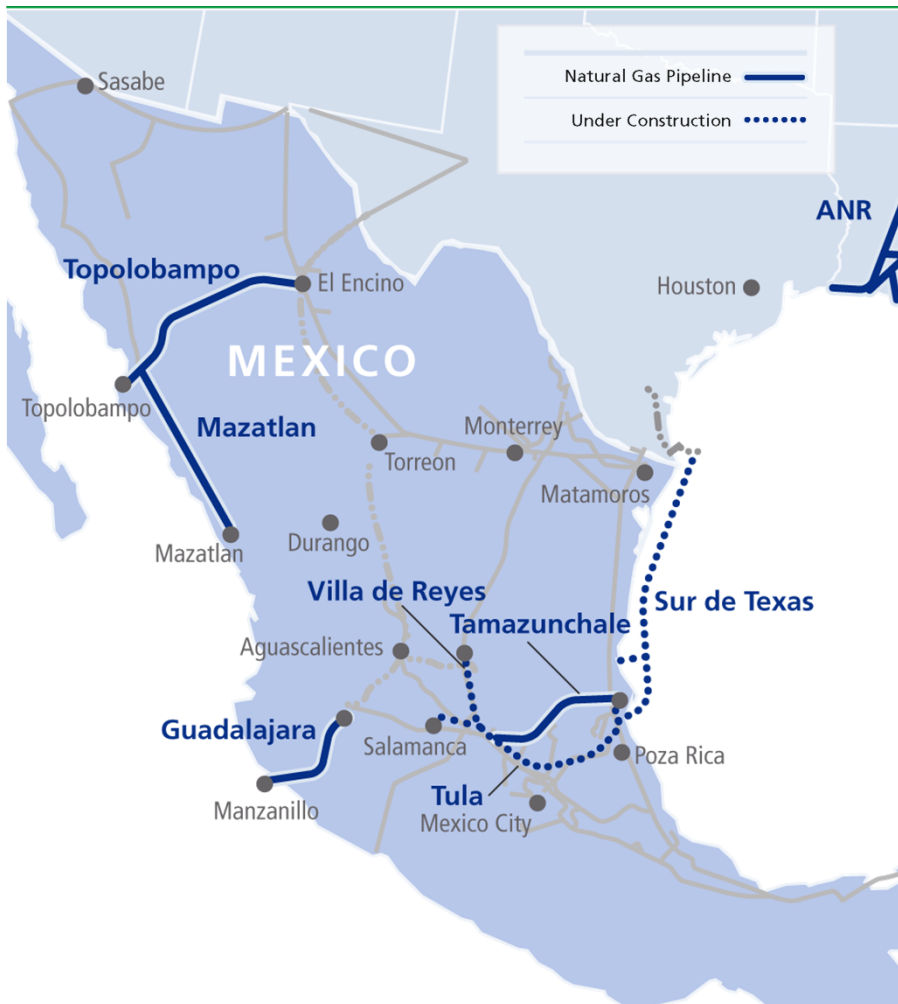 Natural Gas Pipeline
Under Construction
Sasabe
ANR
Topolobampo
El Encino
Houston
MEXICO
Topolobampo
Mazatlan
Monterrey
Torreon
Matamoros
Mazatlan
Durango
Villa de Reyes
Sur de Texas
Tamazunchale
Aguascalientes
Guadalajara
Salamanca
Poza Rica
Manzanillo
Tula
Mexico City